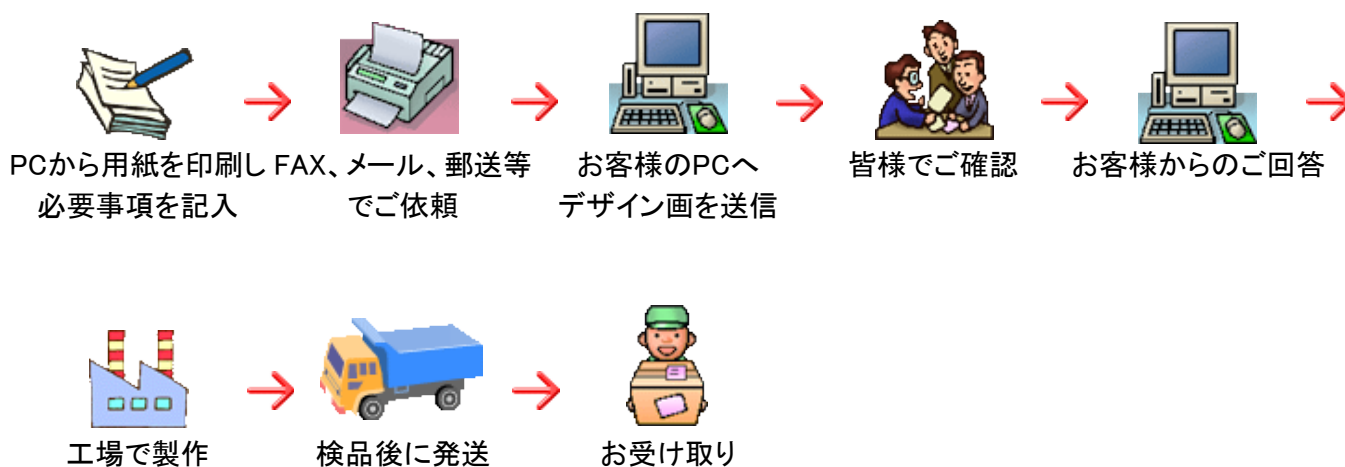 PCから用紙を印刷し
必要事項を記入
FAX、メール、郵送等
でご依頼
お客様のPCへ
デザイン画を送信
皆様でご確認
お客様からのご回答
工場で製作
検品後に発送
お受け取り